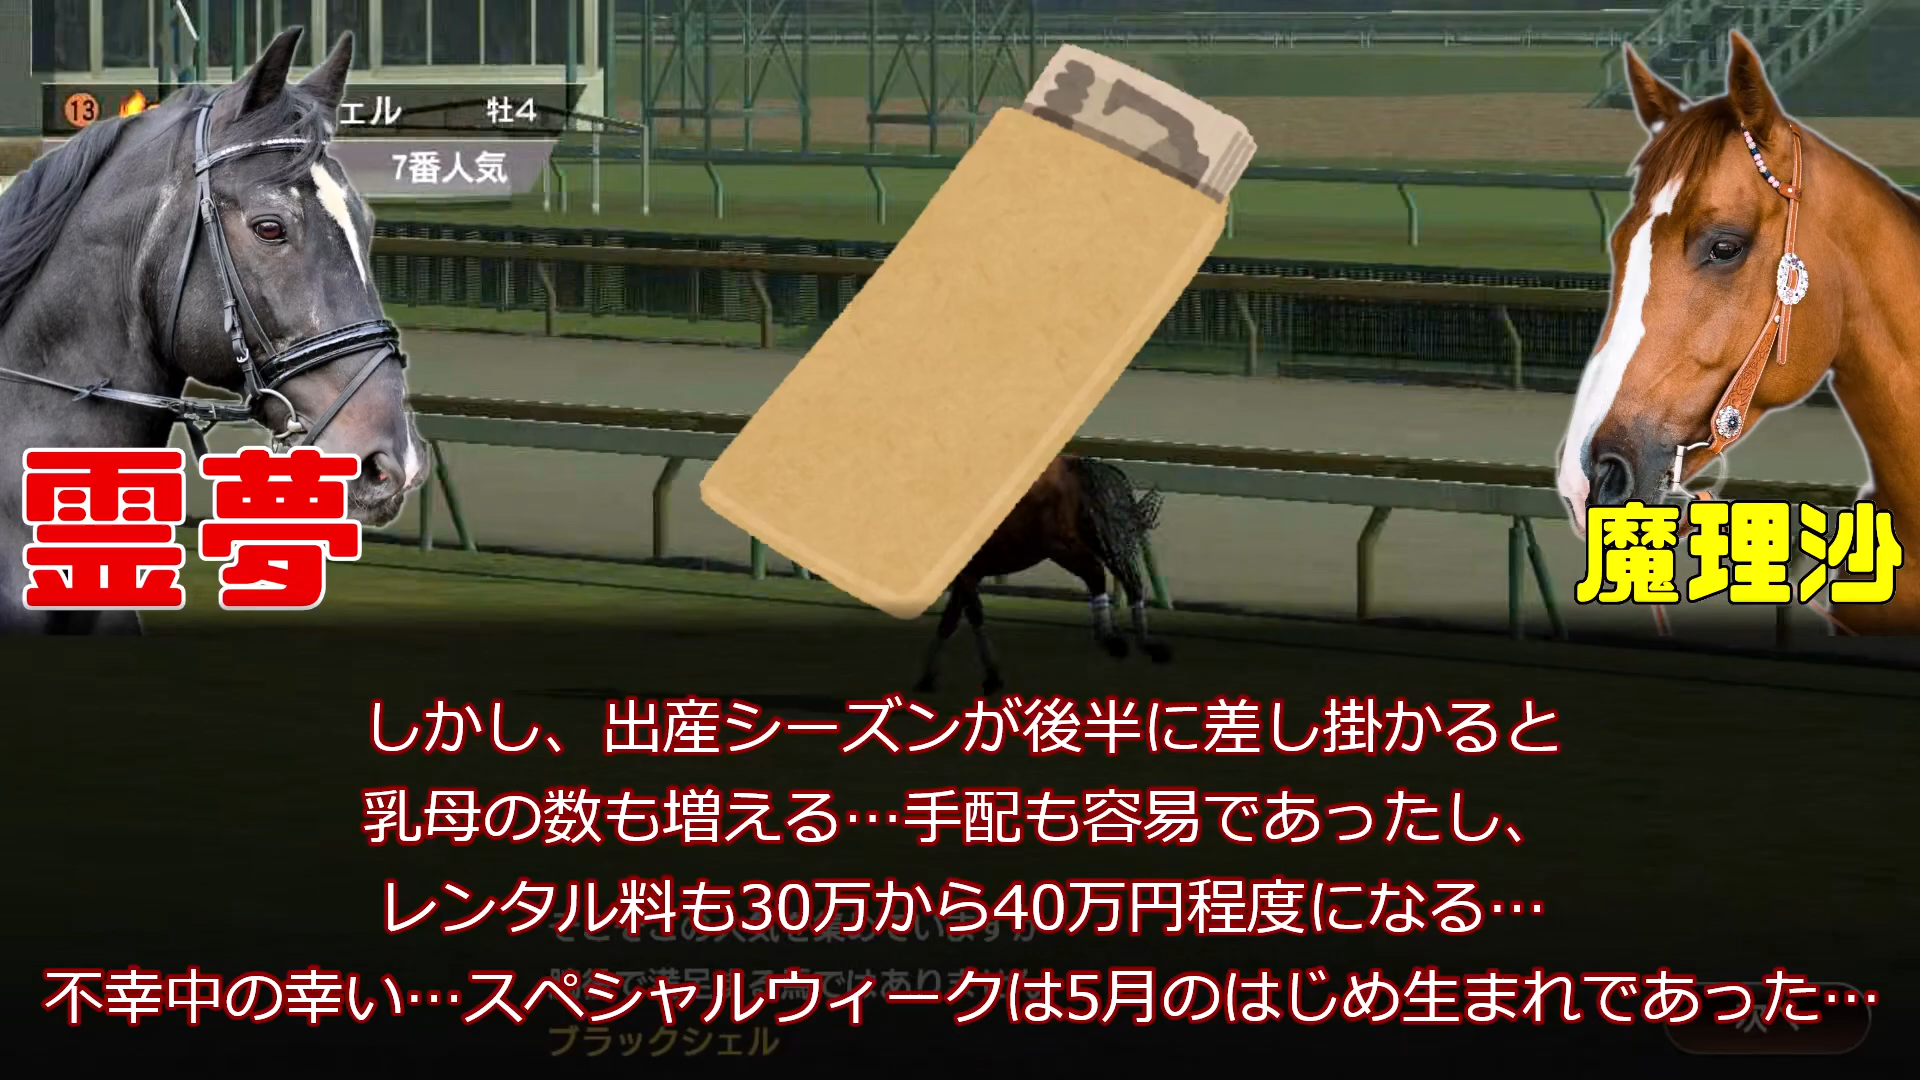 13 ェル 牡4
7番人気
霊夢
魔理沙
しかし、出産シーズンが後半に差し掛かると
乳母の数も増える…手配も容易であったし、
レンタル料も30万から40万円程度になる…
不幸中の幸い…スペシャルウィークは5月のはじめ生まれであった…
ブラックシェル